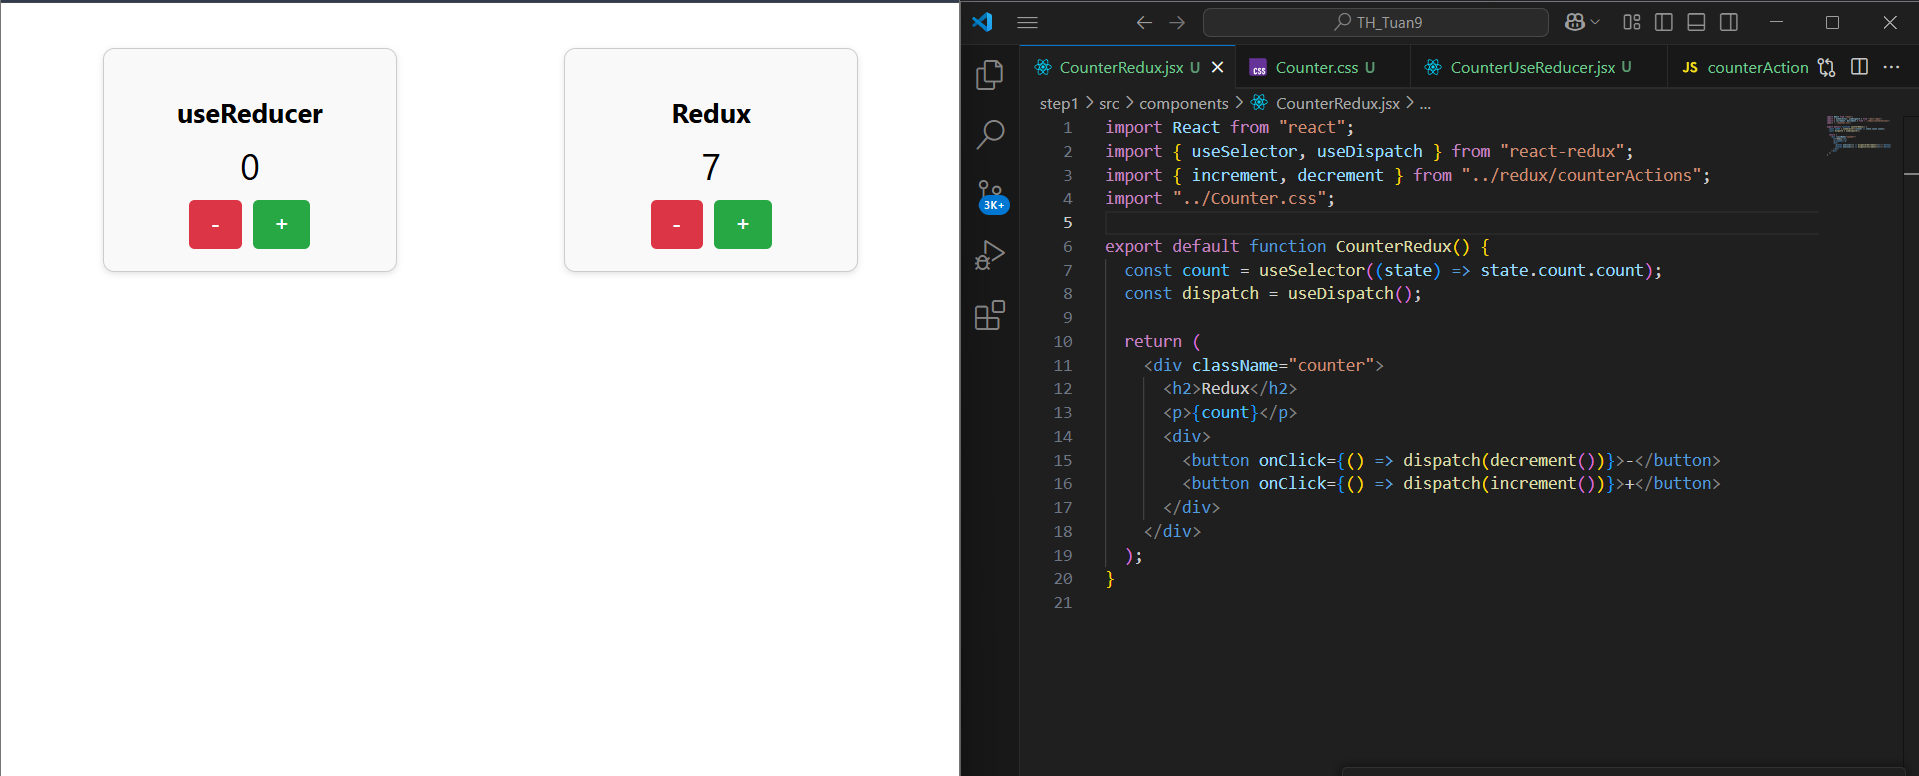 useReducer
0
- +
Redux
7
- +
TH_Tuan9
CounterRedux.jsx U
Counter.css U
CounterUseReducer.jsx U
JS counterAction
step1 > src > components > CounterRedux.jsx > ...
3K+
1 import React from "react";
2 import { useSelector, useDispatch } from "react-redux";
3 import { increment, decrement } from "../redux/counterActions";
4 import "../Counter.css";
5
6 export default function CounterRedux() {
7 const count = useSelector((state) => state.count.count);
8 const dispatch = useDispatch();
9
10 return (
11 <div className="counter">
12 <h2>Redux</h2>
13 <p>{count}</p>
14 <div>
15 <button onClick={() => dispatch(decrement())}>-</button>
16 <button onClick={() => dispatch(increment())}>+</button>
17 </div>
18 </div>
19 );
20 }
21